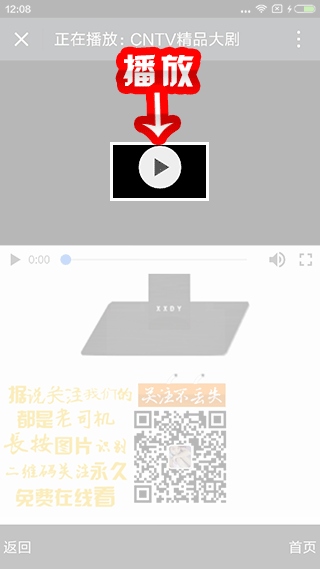 12:08
正在播放：CNTV精品大剧
播放
0:00
XXDY
据说关注我们的
都是老司机
長按图片识别
二维码关注永久
免费在线看
关注不丢失
返回
首页